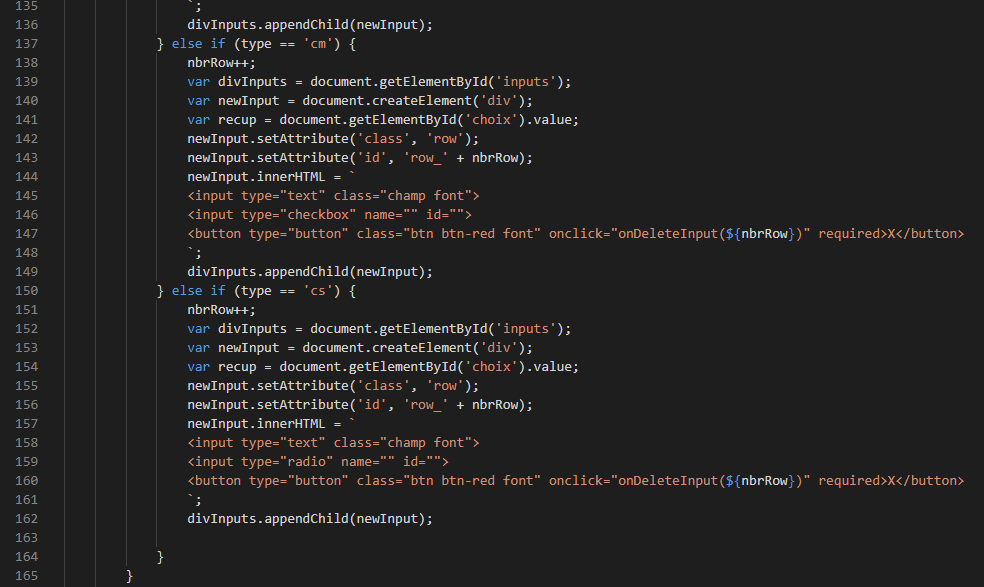 135 `;
136 divInputs.appendChild(newInput);
137 } else if (type == 'cm') {
138 nbrRow++;
139 var divInputs = document.getElementById('inputs');
140 var newInput = document.createElement('div');
141 var recup = document.getElementById('choix').value;
142 newInput.setAttribute('class', 'row');
143 newInput.setAttribute('id', 'row_' + nbrRow);
144 newInput.innerHTML = `
145 <input type="text" class="champ font">
146 <input type="checkbox" name="" id="">
147 <button type="button" class="btn btn-red font" onclick="onDeleteInput(${nbrRow})" required>X</button>
148 `;
149 divInputs.appendChild(newInput);
150 } else if (type == 'cs') {
151 nbrRow++;
152 var divInputs = document.getElementById('inputs');
153 var newInput = document.createElement('div');
154 var recup = document.getElementById('choix').value;
155 newInput.setAttribute('class', 'row');
156 newInput.setAttribute('id', 'row_' + nbrRow);
157 newInput.innerHTML = `
158 <input type="text" class="champ font">
159 <input type="radio" name="" id="">
160 <button type="button" class="btn btn-red font" onclick="onDeleteInput(${nbrRow})" required>X</button>
161 `;
162 divInputs.appendChild(newInput);
163
164 }
165 }